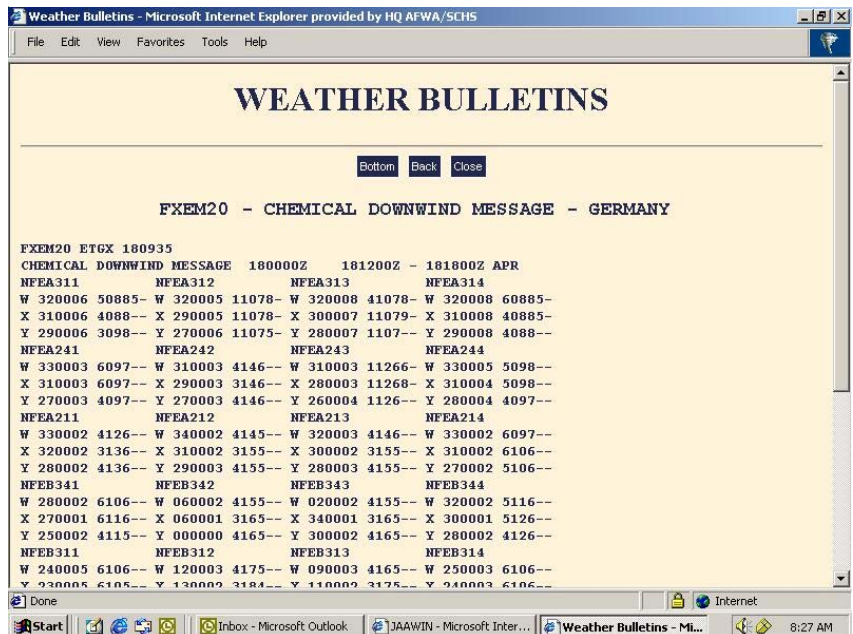 Weather Bulletins - Microsoft Internet Explorer provided by HQ AFWA/SCHS
File Edit View Favorites Tools Help
WEATHER BULLETINS
Bottom Back Close
FXEM20 - CHEMICAL DOWNWIND MESSAGE - GERMANY
FXEM20 ETGX 180935
CHEMICAL DOWNWIND MESSAGE 180000Z 181200Z - 181800Z APR
NFEA311 NFEA312 NFEA313 NFEA314
W 320006 50885- W 320005 11078- W 320008 41078- W 320008 60885-
X 310006 4088-- X 290005 11078- X 300007 11079- X 310008 40885-
Y 290006 3098-- Y 270006 11075- Y 280007 1107-- Y 290008 4088--
NFEA241 NFEA242 NFEA243 NFEA244
W 330003 6097-- W 310003 4146-- W 310003 11266- W 330005 5098--
X 310003 6097-- X 290003 3146-- X 280003 11268- X 310004 5098--
Y 270003 4097-- Y 270003 4146-- Y 260004 1126-- Y 280004 4097--
NFEA211 NFEA212 NFEA213 NFEA214
W 330002 4126-- W 340002 4145-- W 320003 4146-- W 330002 6097--
X 320002 3136-- X 310002 3155-- X 300002 3155-- X 310002 6106--
Y 280002 4136-- Y 290003 4155-- Y 280003 4155-- Y 270002 5106--
NFEB341 NFEB342 NFEB343 NFEB344
W 280002 6106-- W 060002 4155-- W 020002 4155-- W 320002 5116--
X 270001 6116-- X 060001 3165-- X 340001 3165-- X 300001 5126--
Y 250002 4115-- Y 000000 4165-- Y 300002 4165-- Y 280002 4126--
NFEB311 NFEB312 NFEB313 NFEB314
W 240005 6106-- W 120003 4175-- W 090003 4165-- W 250003 6106--
X 230005 6105-- X 130002 3184-- X 110002 3175-- X 240003 6106--
Done Internet
Start Inbox - Microsoft Outlook JAAWIN - Microsoft Inter... Weather Bulletins - Mi... 8:27 AM